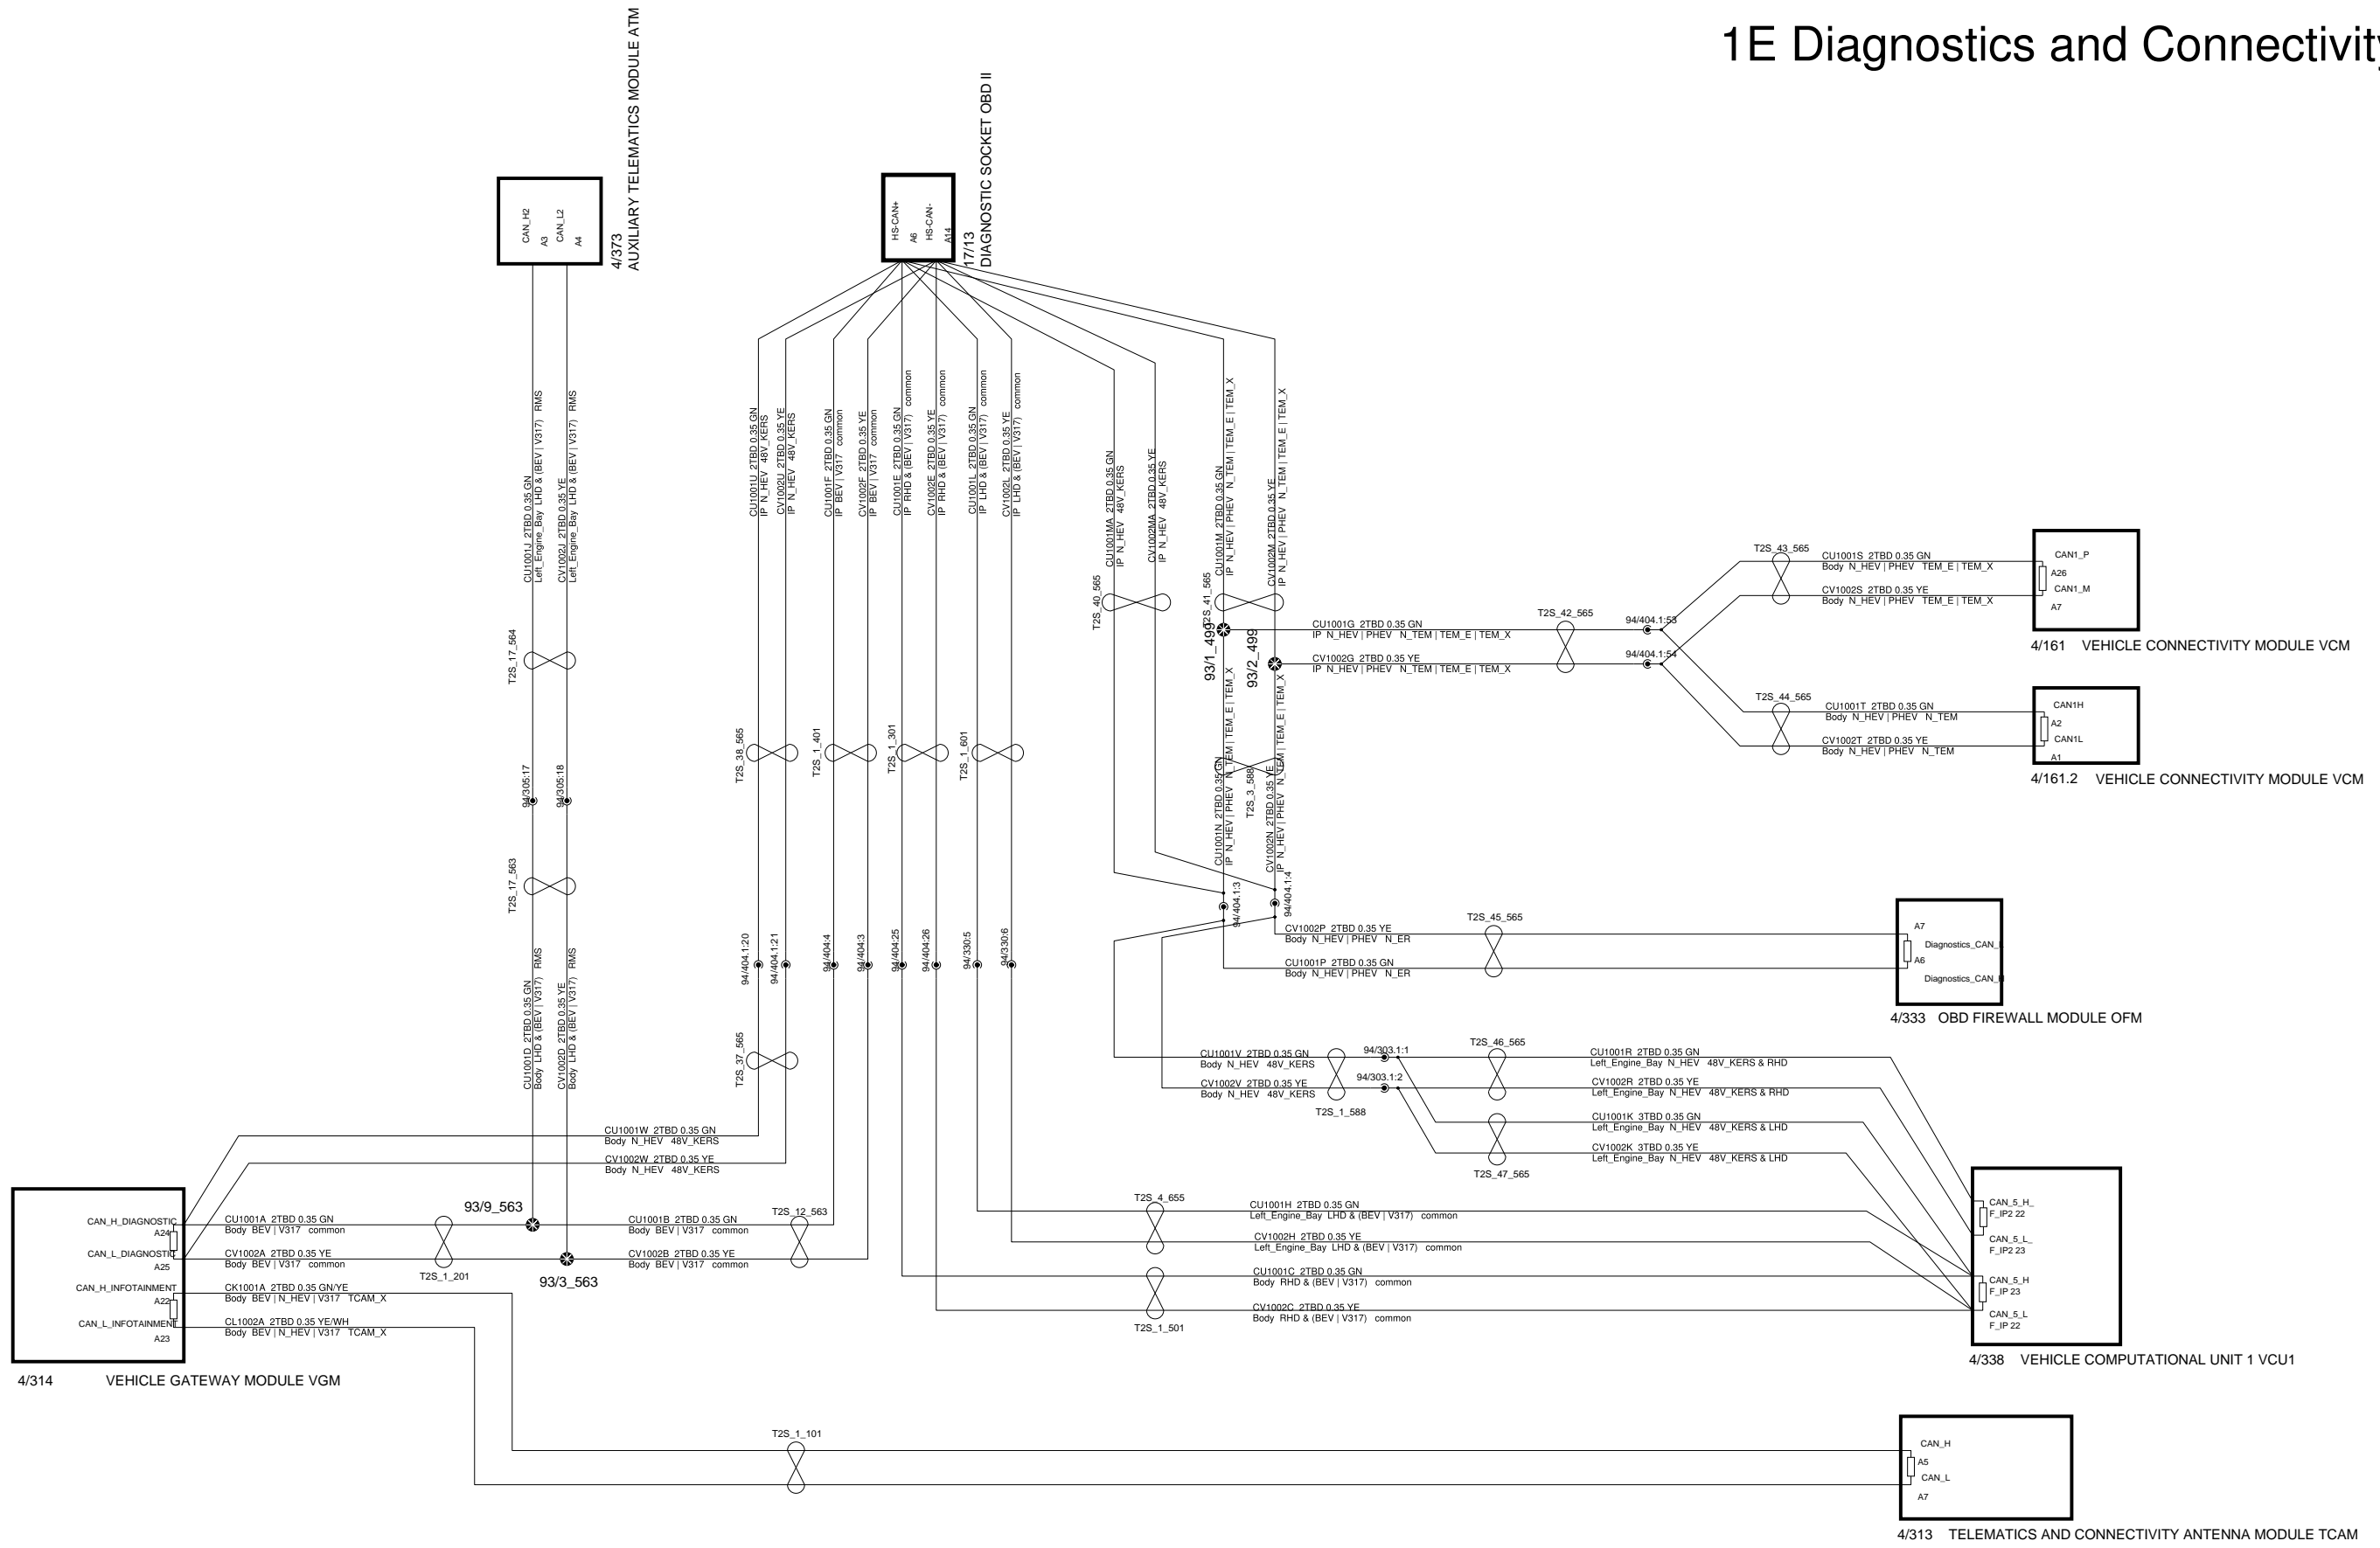 1E Diagnostics and Connectivity
4/373
AUXILIARY TELEMATICS MODULE ATM
CAN_H2
A3
CAN_L2
A4
17/13
DIAGNOSTIC SOCKET OBD II
HS-CAN+
A6
HS-CAN-
A14
CU1001J 2TBD 0.35 GN
Left_Engine_Bay LHD & (BEV | V317) RMS
CV1002J 2TBD 0.35 YE
Left_Engine_Bay LHD & (BEV | V317) RMS
T2S_17_564
94/305:17
94/305:18
T2S_17_563
CU1001D 2TBD 0.35 GN
Body LHD & (BEV | V317) RMS
CV1002D 2TBD 0.35 YE
Body LHD & (BEV | V317) RMS
CU1001U 2TBD 0.35 GN
IP N_HEV 48V_KERS
CV1002U 2TBD 0.35 YE
IP N_HEV 48V_KERS
CU1001F 2TBD 0.35 GN
IP BEV | V317 common
CV1002F 2TBD 0.35 YE
IP BEV | V317 common
CU1001E 2TBD 0.35 GN
IP RHD & (BEV | V317) common
CV1002E 2TBD 0.35 YE
IP RHD & (BEV | V317) common
CU1001L 2TBD 0.35 GN
IP LHD & (BEV | V317) common
CV1002L 2TBD 0.35 YE
IP LHD & (BEV | V317) common
CU1001MA 2TBD 0.35 GN
IP N_HEV 48V_KERS
CV1002MA 2TBD 0.35 YE
IP N_HEV 48V_KERS
CU1001M 2TBD 0.35 GN
IP N_HEV | PHEV N_TEM | TEM_E | TEM_X
CV1002M 2TBD 0.35 YE
IP N_HEV | PHEV N_TEM | TEM_E | TEM_X
T2S_40_565
T2S_41_565
93/1_499
93/2_499
CU1001G 2TBD 0.35 GN
IP N_HEV | PHEV N_TEM | TEM_E | TEM_X
CV1002G 2TBD 0.35 YE
IP N_HEV | PHEV N_TEM | TEM_E | TEM_X
T2S_42_565
94/404.1:53
94/404.1:54
T2S_43_565
CU1001S 2TBD 0.35 GN
Body N_HEV | PHEV TEM_E | TEM_X
CV1002S 2TBD 0.35 YE
Body N_HEV | PHEV TEM_E | TEM_X
CAN1_P
A26
CAN1_M
A7
4/161 VEHICLE CONNECTIVITY MODULE VCM
T2S_44_565
CU1001T 2TBD 0.35 GN
Body N_HEV | PHEV N_TEM
CV1002T 2TBD 0.35 YE
Body N_HEV | PHEV N_TEM
CAN1H
A2
CAN1L
A1
4/161.2 VEHICLE CONNECTIVITY MODULE VCM
T2S_38_565
T2S_1_401
T2S_1_301
T2S_1_601
T2S_3_588
CU1001N 2TBD 0.35 GN
IP N_HEV | PHEV N_TEM | TEM_E | TEM_X
CV1002N 2TBD 0.35 YE
IP N_HEV | PHEV N_TEM | TEM_E | TEM_X
94/404.1:3
94/404.1:4
94/404.1:20
94/404.1:21
94/404:4
94/404:3
94/404:25
94/404:26
94/330:5
94/330:6
T2S_45_565
CV1002P 2TBD 0.35 YE
Body N_HEV | PHEV N_ER
CU1001P 2TBD 0.35 GN
Body N_HEV | PHEV N_ER
A7
Diagnostics_CAN_
A6
Diagnostics_CAN_
4/333 OBD FIREWALL MODULE OFM
T2S_37_565
CU1001V 2TBD 0.35 GN
Body N_HEV 48V_KERS
CV1002V 2TBD 0.35 YE
Body N_HEV 48V_KERS
T2S_1_588
94/303.1:1
94/303.1:2
T2S_46_565
CU1001R 2TBD 0.35 GN
Left_Engine_Bay N_HEV 48V_KERS & RHD
CV1002R 2TBD 0.35 YE
Left_Engine_Bay N_HEV 48V_KERS & RHD
CU1001K 3TBD 0.35 GN
Left_Engine_Bay N_HEV 48V_KERS & LHD
CV1002K 3TBD 0.35 YE
Left_Engine_Bay N_HEV 48V_KERS & LHD
T2S_47_565
CU1001W 2TBD 0.35 GN
Body N_HEV 48V_KERS
CV1002W 2TBD 0.35 YE
Body N_HEV 48V_KERS
93/9_563
93/3_563
CAN_H_DIAGNOSTIC
A24
CAN_L_DIAGNOSTIC
A25
CAN_H_INFOTAINMENT
A22
CAN_L_INFOTAINMENT
A23
4/314 VEHICLE GATEWAY MODULE VGM
CU1001A 2TBD 0.35 GN
Body BEV | V317 common
CV1002A 2TBD 0.35 YE
Body BEV | V317 common
CK1001A 2TBD 0.35 GN/YE
Body BEV | N_HEV | V317 TCAM_X
CL1002A 2TBD 0.35 YE/WH
Body BEV | N_HEV | V317 TCAM_X
T2S_1_201
CU1001B 2TBD 0.35 GN
Body BEV | V317 common
CV1002B 2TBD 0.35 YE
Body BEV | V317 common
T2S_12_563
T2S_4_655
CU1001H 2TBD 0.35 GN
Left_Engine_Bay LHD & (BEV | V317) common
CV1002H 2TBD 0.35 YE
Left_Engine_Bay LHD & (BEV | V317) common
CU1001C 2TBD 0.35 GN
Body RHD & (BEV | V317) common
CV1002C 2TBD 0.35 YE
Body RHD & (BEV | V317) common
T2S_1_501
CAN_5_H_
F_IP2 22
CAN_5_L_
F_IP2 23
CAN_5_H
F_IP 23
CAN_5_L
F_IP 22
4/338 VEHICLE COMPUTATIONAL UNIT 1 VCU1
T2S_1_101
CAN_H
A5
CAN_L
A7
4/313 TELEMATICS AND CONNECTIVITY ANTENNA MODULE TCAM